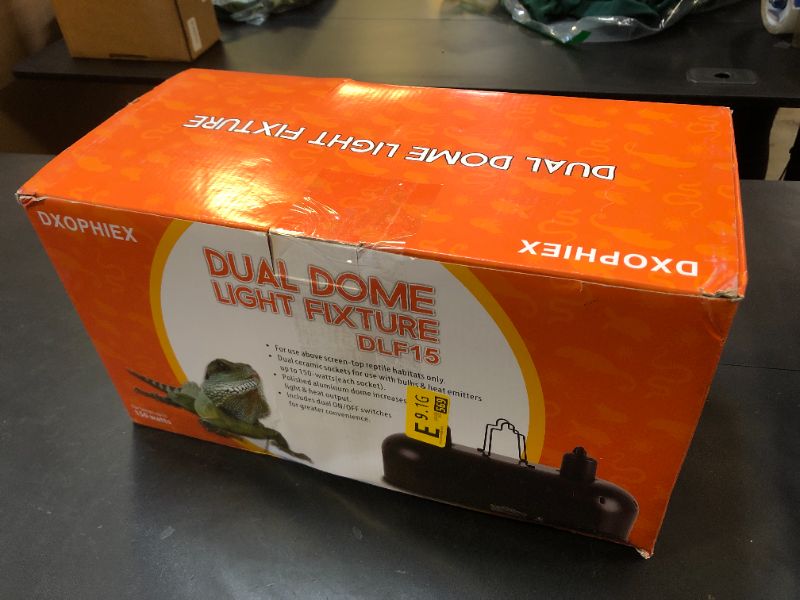 DUAL DOME LIGHT FIXTURE
DXOPHIEX
DXOPHIEX
DUAL DOME
LIGHT FIXTURE
DLF15
• For use above screen-top reptile habitats only.
• Dual ceramic sockets for use with bulbs & heat emitters
up to 150-watts (each socket).
• Polished aluminum dome increases
light & heat output.
• Includes dual ON/OFF switches
for greater convenience.
150-watts
E 9.1G